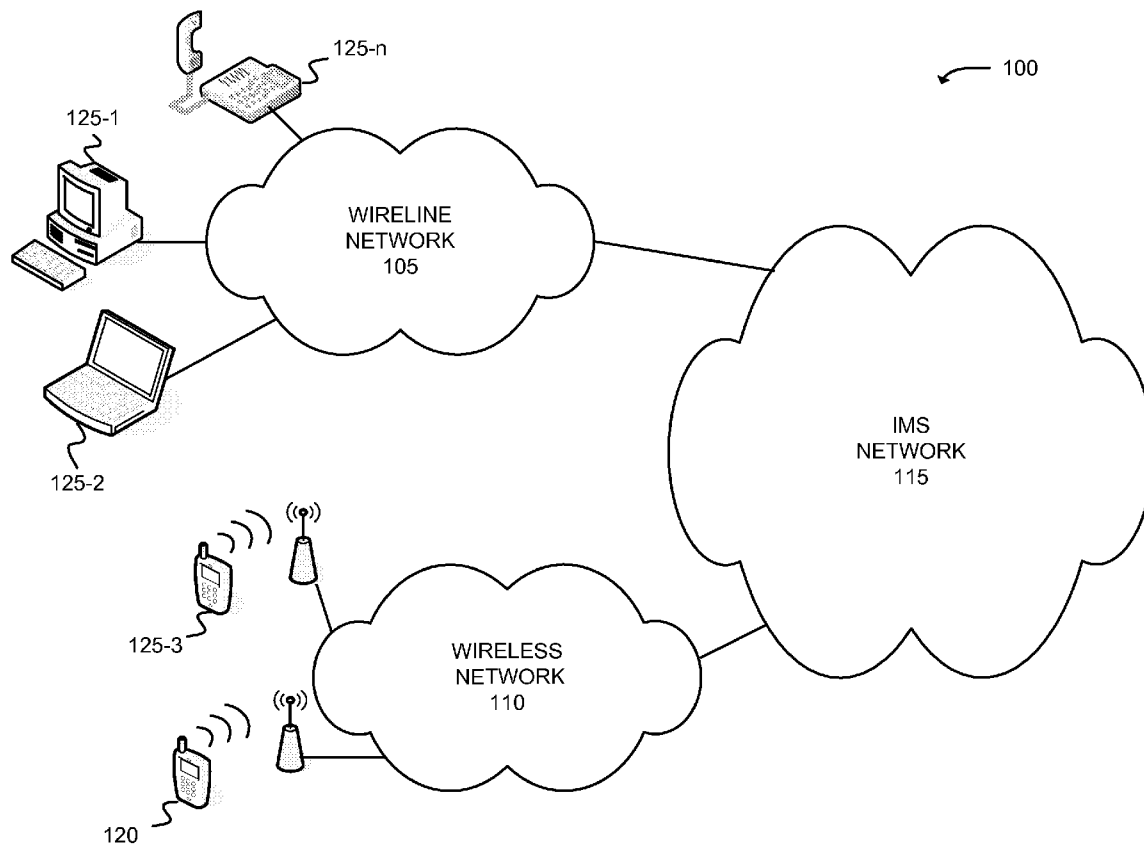 125-n
100
125-1
WIRELINE
NETWORK
105
125-2
IMS
NETWORK
115
125-3
WIRELESS
NETWORK
110
120